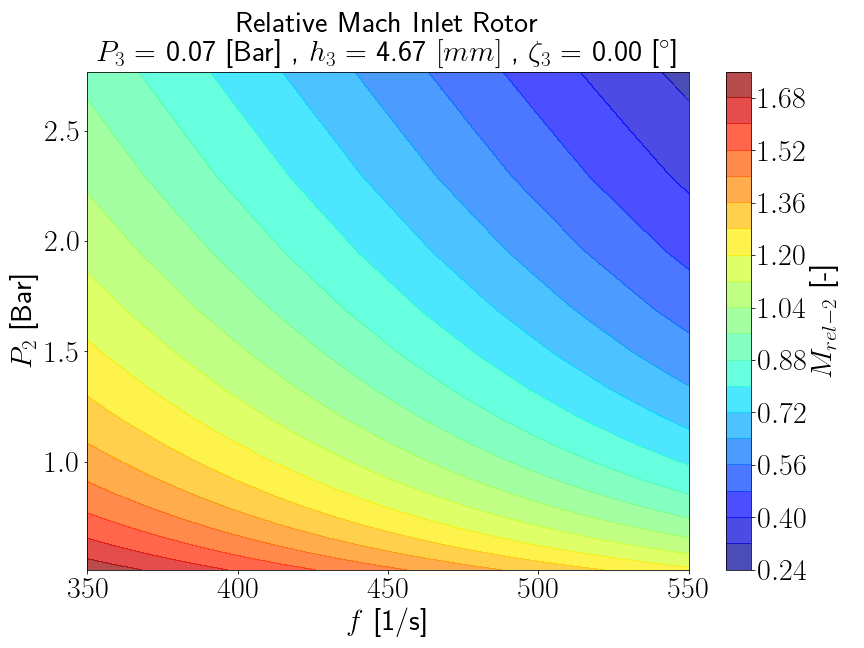 Relative Mach Inlet Rotor
P₃ = 0.07 [Bar] , h₃ = 4.67 [mm] , ζ₃ = 0.00 [°]
2.5
2.0
1.5
1.0
P₂ [Bar]
350 400 450 500 550
f [1/s]
1.68
1.52
1.36
1.20
1.04
0.88
0.72
0.56
0.40
0.24
M_{rel−2} [-]